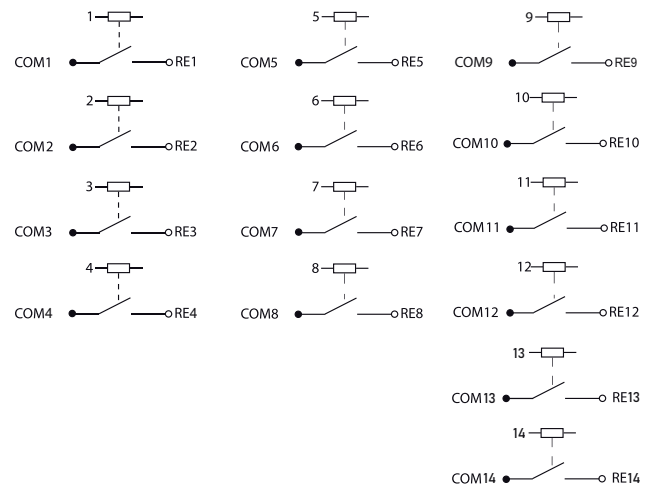 1
COM1 RE1
2
COM2 RE2
3
COM3 RE3
4
COM4 RE4
5
COM5 RE5
6
COM6 RE6
7
COM7 RE7
8
COM8 RE8
9
COM9 RE9
10
COM10 RE10
11
COM11 RE11
12
COM12 RE12
13
COM13 RE13
14
COM14 RE14